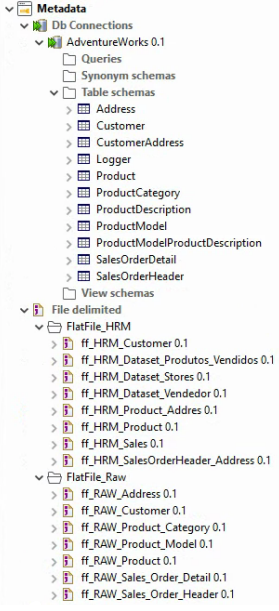 Metadata
Db Connections
AdventureWorks 0.1
Queries
Synonym schemas
Table schemas
Address
Customer
CustomerAddress
Logger
Product
ProductCategory
ProductDescription
ProductModel
ProductModelProductDescription
SalesOrderDetail
SalesOrderHeader
View schemas
File delimited
FlatFile_HRM
ff_HRM_Customer 0.1
ff_HRM_Dataset_Produtos_Vendidos 0.1
ff_HRM_Dataset_Stores 0.1
ff_HRM_Dataset_Vendedor 0.1
ff_HRM_Product_Addres 0.1
ff_HRM_Product 0.1
ff_HRM_Sales 0.1
ff_HRM_SalesOrderHeader_Address 0.1
FlatFile_Raw
ff_RAW_Address 0.1
ff_RAW_Customer 0.1
ff_RAW_Product_Category 0.1
ff_RAW_Product_Model 0.1
ff_RAW_Product 0.1
ff_RAW_Sales_Order_Detail 0.1
ff_RAW_Sales_Order_Header 0.1